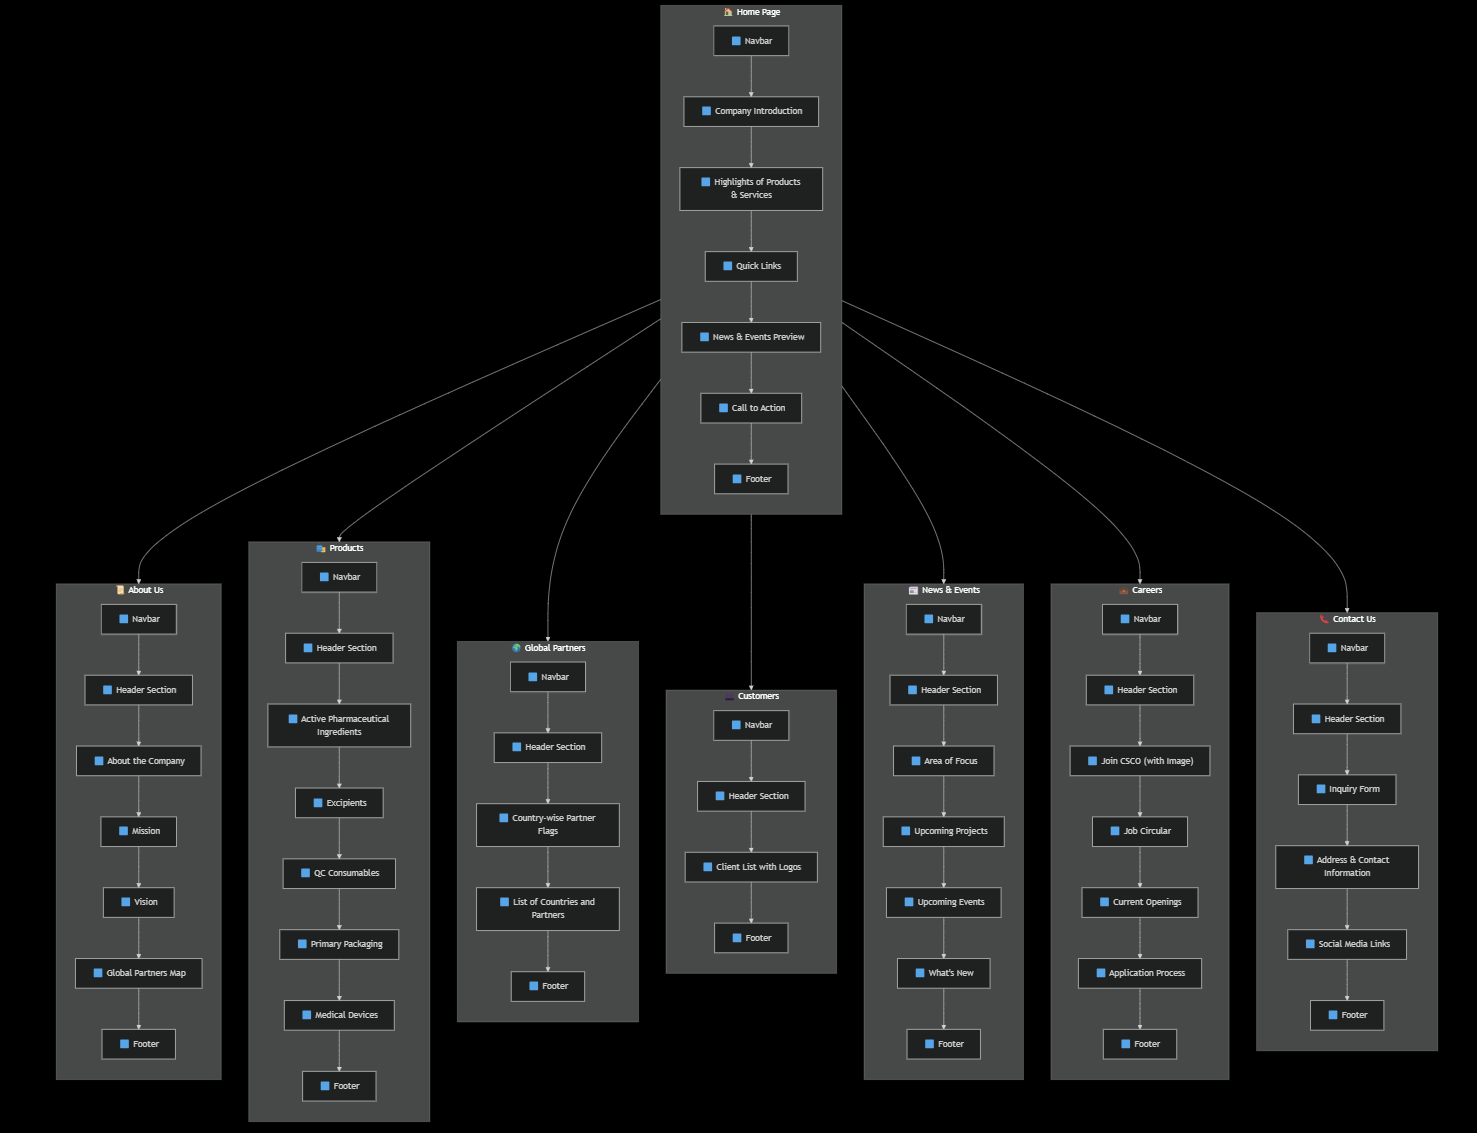 Home Page
Navbar
Company Introduction
Highlights of Products
& Services
Quick Links
News & Events Preview
Call to Action
Footer
About Us
Navbar
Header Section
About the Company
Mission
Vision
Global Partners Map
Footer
Products
Navbar
Header Section
Active Pharmaceutical
Ingredients
Excipients
QC Consumables
Primary Packaging
Medical Devices
Footer
Global Partners
Navbar
Header Section
Country-wise Partner
Flags
List of Countries and
Partners
Footer
Customers
Navbar
Header Section
Client List with Logos
Footer
News & Events
Navbar
Header Section
Area of Focus
Upcoming Projects
Upcoming Events
What's New
Footer
Careers
Navbar
Header Section
Join CSCO (with Image)
Job Circular
Current Openings
Application Process
Footer
Contact Us
Navbar
Header Section
Inquiry Form
Address & Contact
Information
Social Media Links
Footer